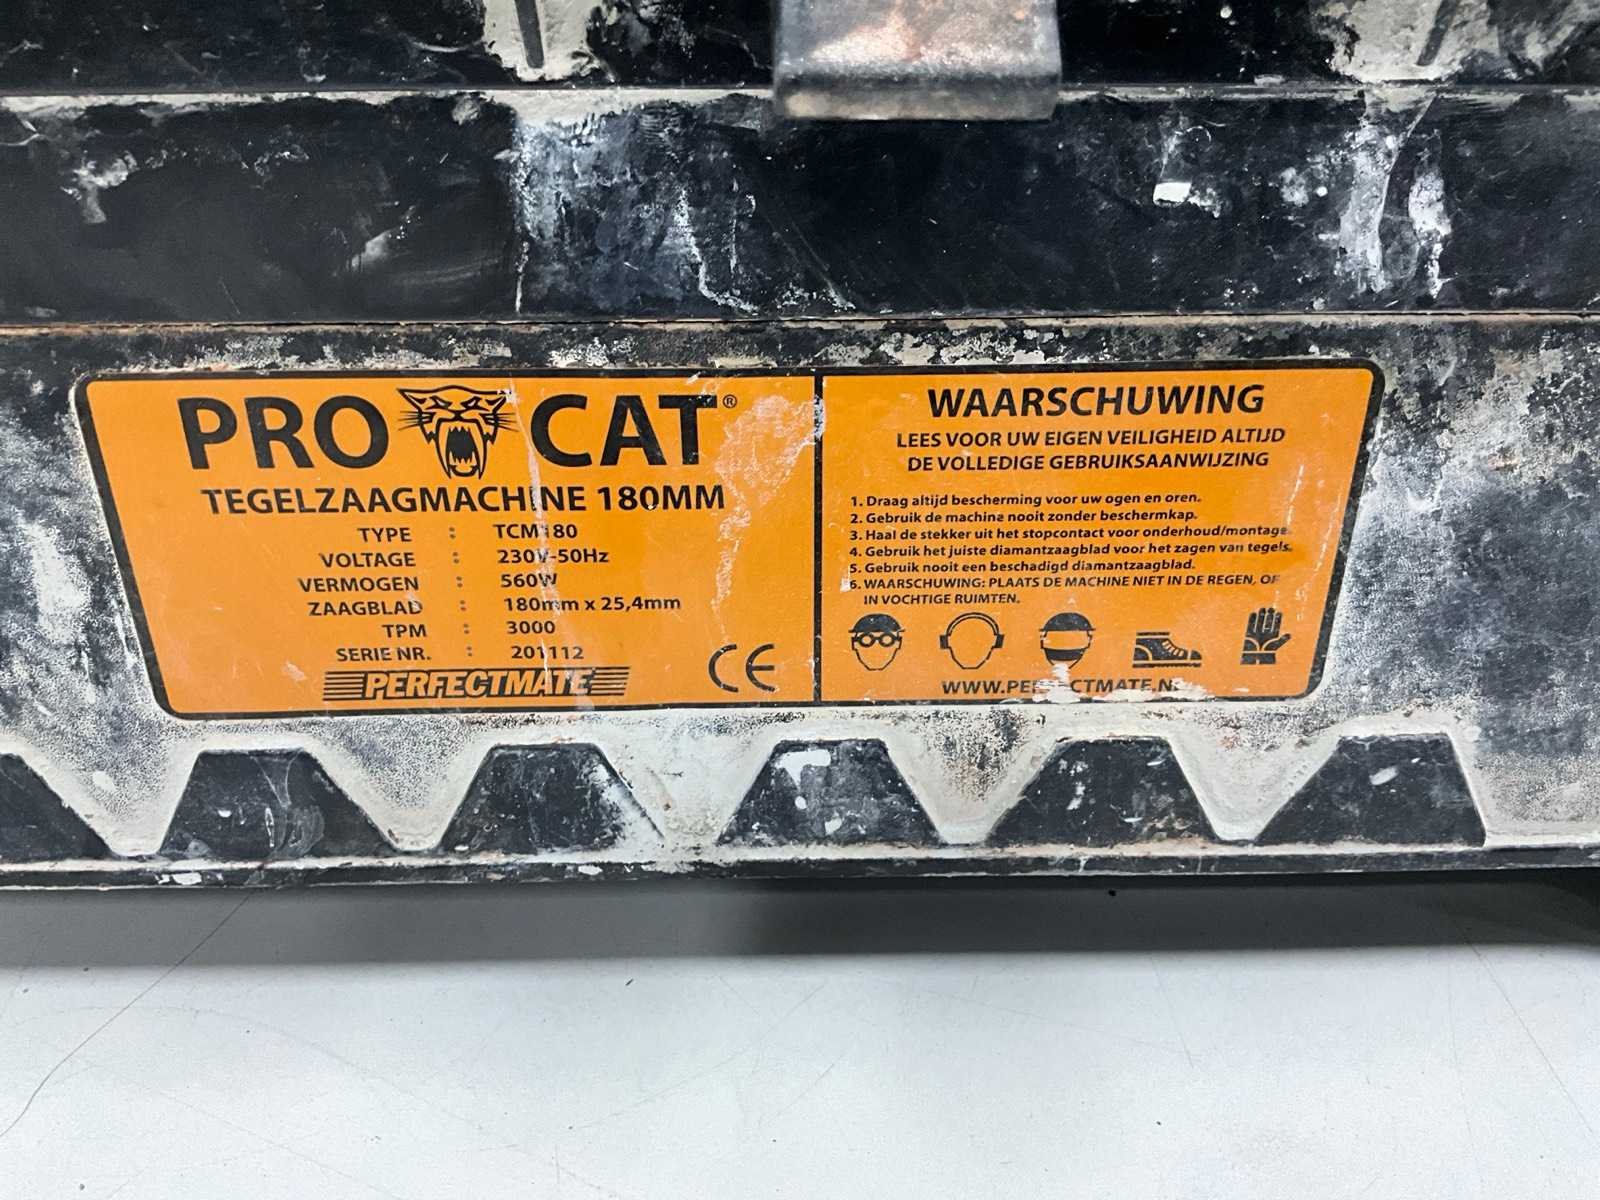 PRO CAT®
TEGELZAAGMACHINE 180MM
TYPE : TCM180
VOLTAGE : 230V-50Hz
VERMOGEN : 560W
ZAAGBLAD : 180mm x 25,4mm
TPM : 3000
SERIE NR. : 201112
PERFECTMATE
CE
WAARSCHUWING
LEES VOOR UW EIGEN VEILIGHEID ALTIJD
DE VOLLEDIGE GEBRUIKSAANWIJZING
1. Draag altijd bescherming voor uw ogen en oren.
2. Gebruik de machine nooit zonder beschermkap.
3. Haal de stekker uit het stopcontact voor onderhoud/montage.
4. Gebruik het juiste diamantzaagblad voor het zagen van tegels.
5. Gebruik nooit een beschadigd diamantzaagblad.
6. WAARSCHUWING: PLAATS DE MACHINE NIET IN DE REGEN, OF
IN VOCHTIGE RUIMTEN.
WWW.PERFECTMATE.NL